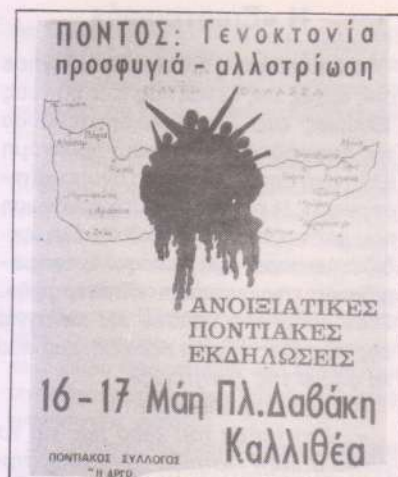 ΠΟΝΤΟΣ: Γενοκτονία
προσφυγιά - αλλοτρίωση
ΑΝΟΙΞΙΑΤΙΚΕΣ
ΠΟΝΤΙΑΚΕΣ
ΕΚΔΗΛΩΣΕΙΣ
16-17 Μάη Πλ.Δαβάκη
Καλλιθέα
ΠΟΝΤΙΑΚΟΣ ΣΥΛΛΟΓΟΣ
"Η ΑΡΓΩ